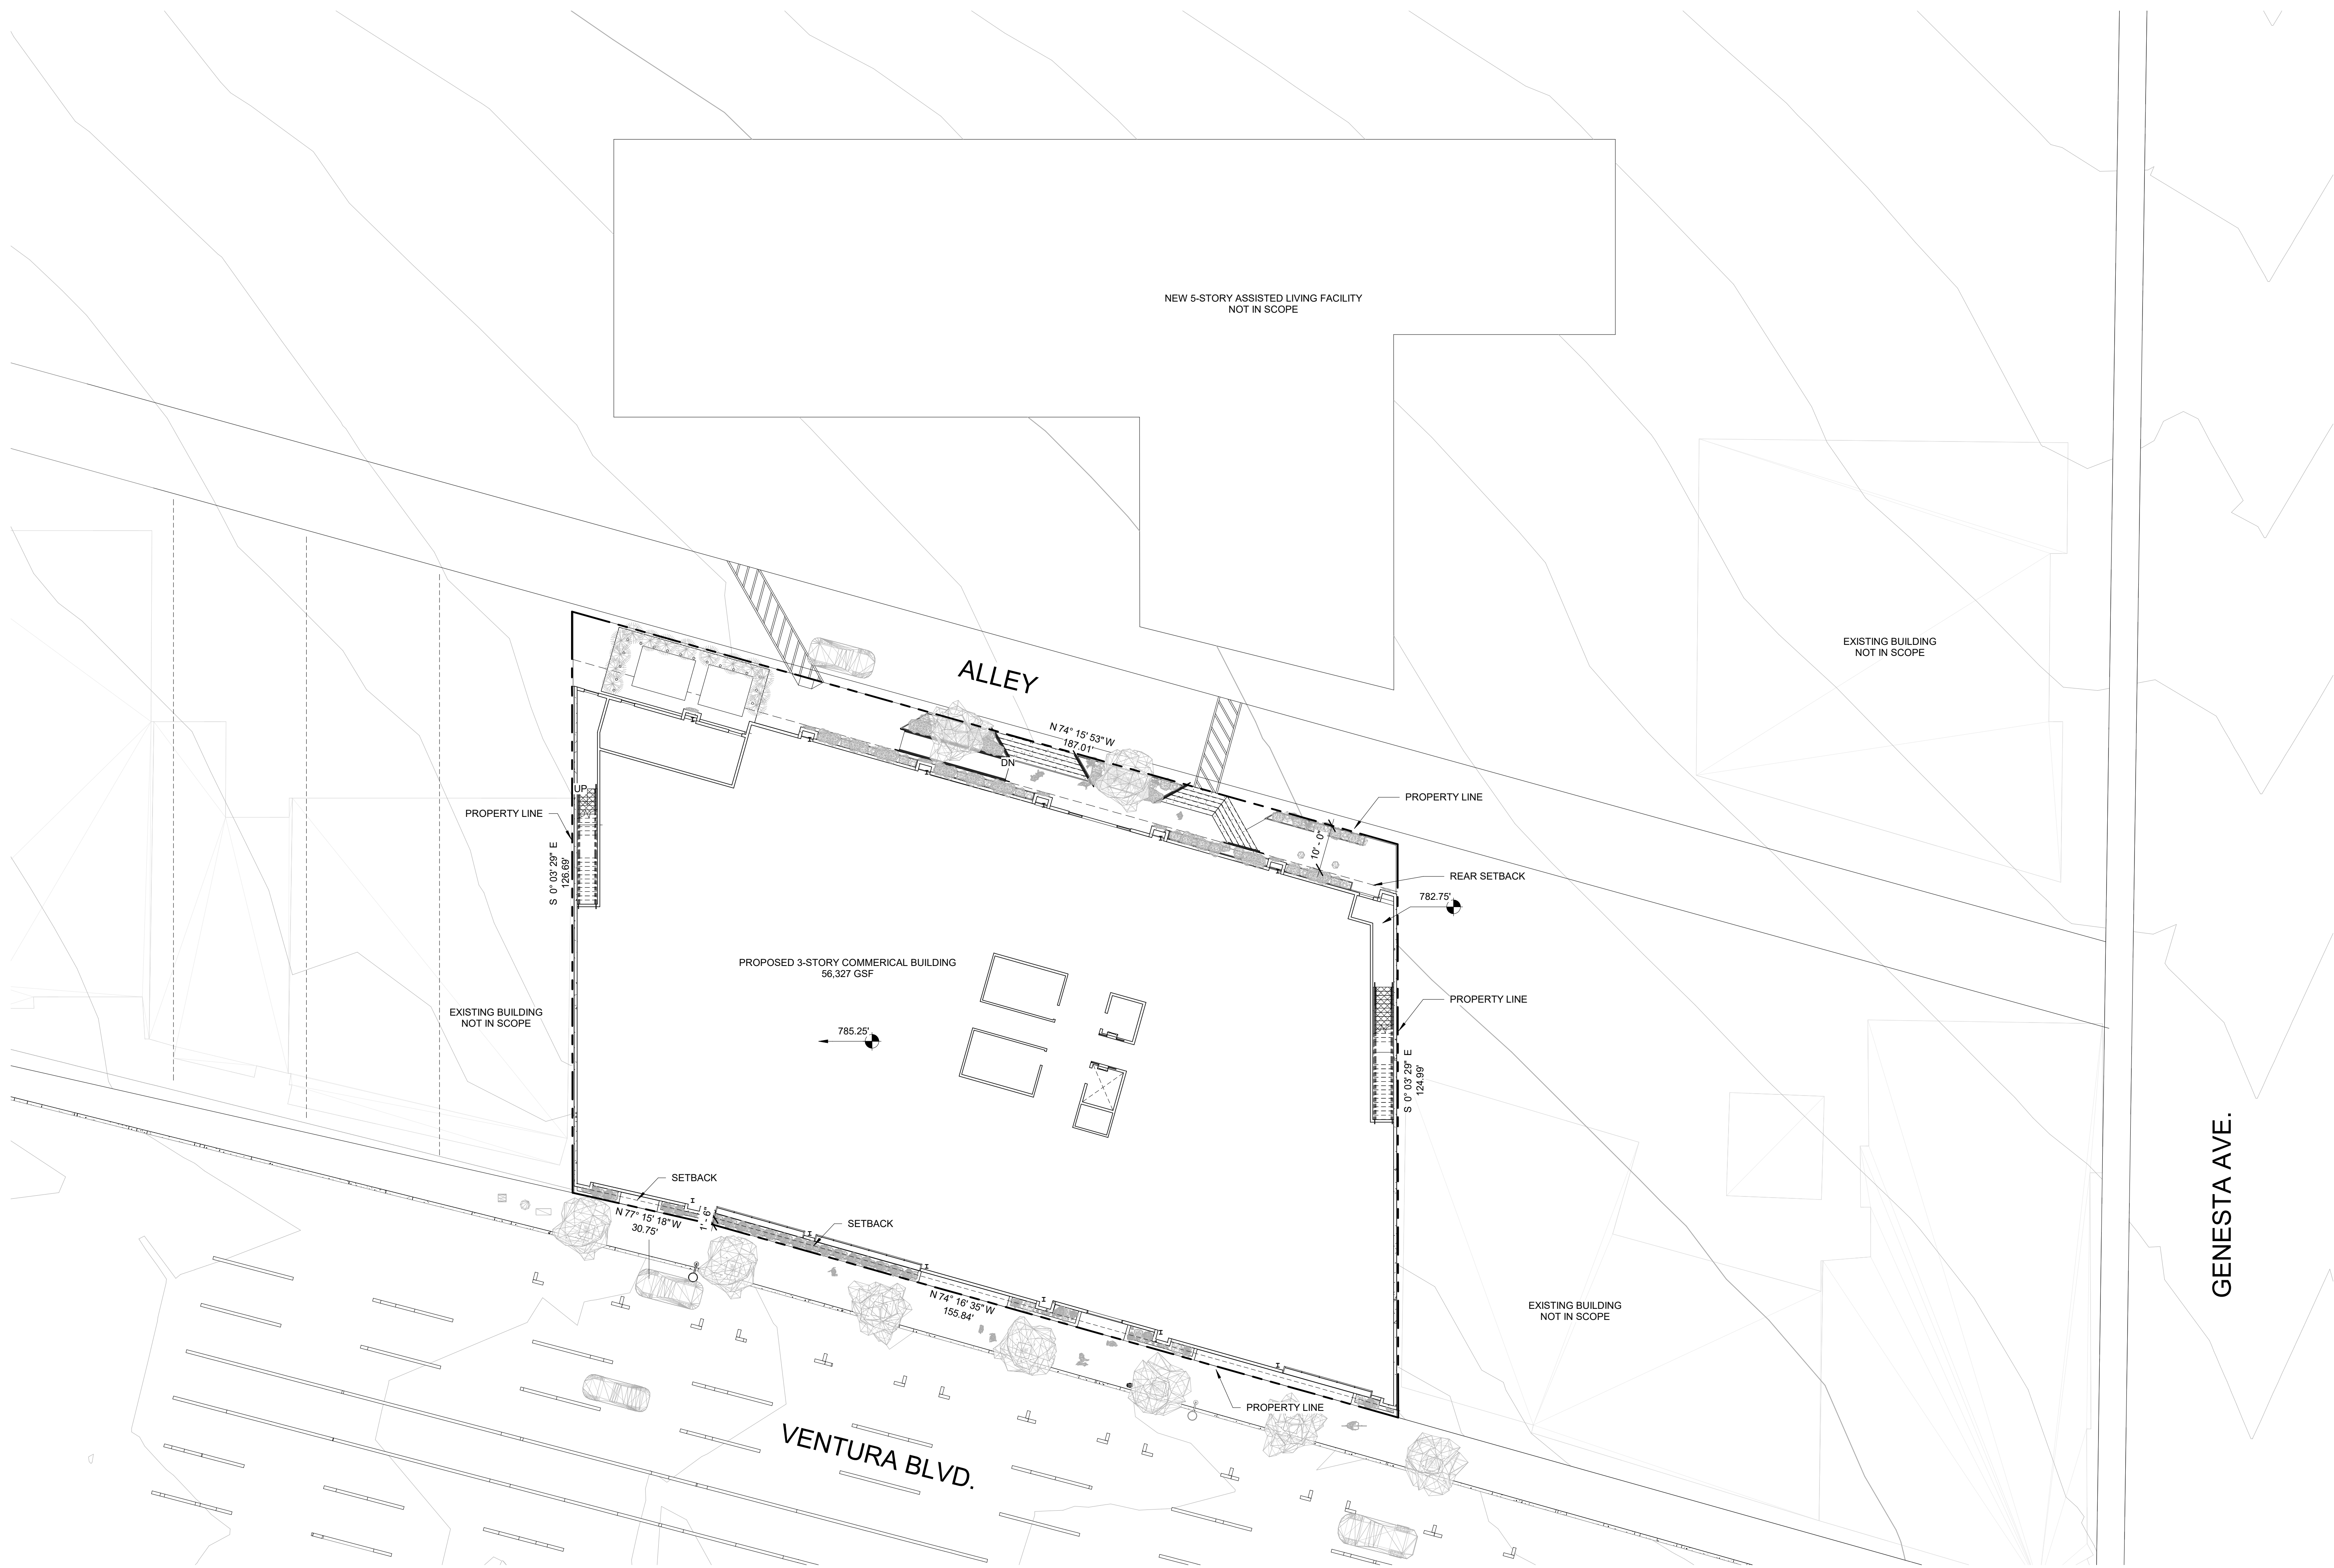 NEW 5-STORY ASSISTED LIVING FACILITY
NOT IN SCOPE
EXISTING BUILDING
NOT IN SCOPE
ALLEY
N 74° 15' 53" W
187.01'
DN
UP
PROPERTY LINE
PROPERTY LINE
S 0° 03' 29" E
126.69'
10' - 0"
REAR SETBACK
782.75'
PROPOSED 3-STORY COMMERICAL BUILDING
56,327 GSF
PROPERTY LINE
EXISTING BUILDING
NOT IN SCOPE
785.25'
S 0° 03' 29" E
124.99'
GENESTA AVE.
SETBACK
N 77° 15' 18" W
30.75'
1' - 6"
SETBACK
N 74° 16' 35" W
155.84'
EXISTING BUILDING
NOT IN SCOPE
PROPERTY LINE
VENTURA BLVD.